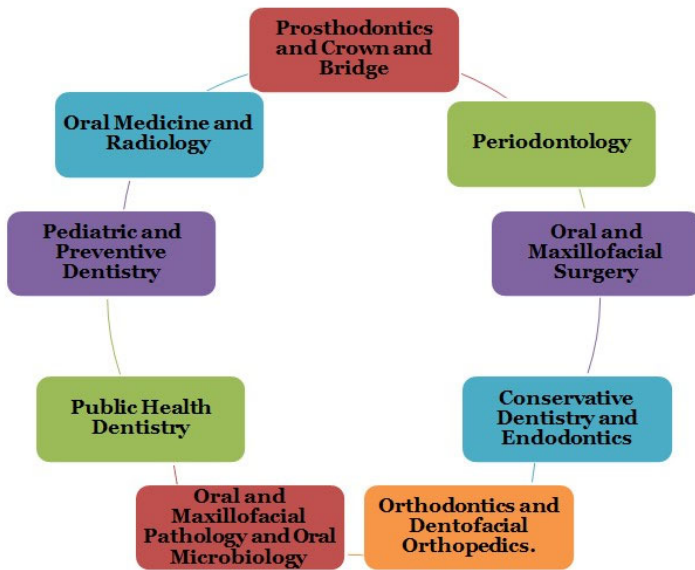 Prosthodontics
and Crown and
Bridge
Periodontology
Oral and
Maxillofacial
Surgery
Conservative
Dentistry and
Endodontics
Orthodontics and
Dentofacial
Orthopedics.
Oral and
Maxillofacial
Pathology and Oral
Microbiology
Public Health
Dentistry
Pediatric and
Preventive
Dentistry
Oral Medicine and
Radiology